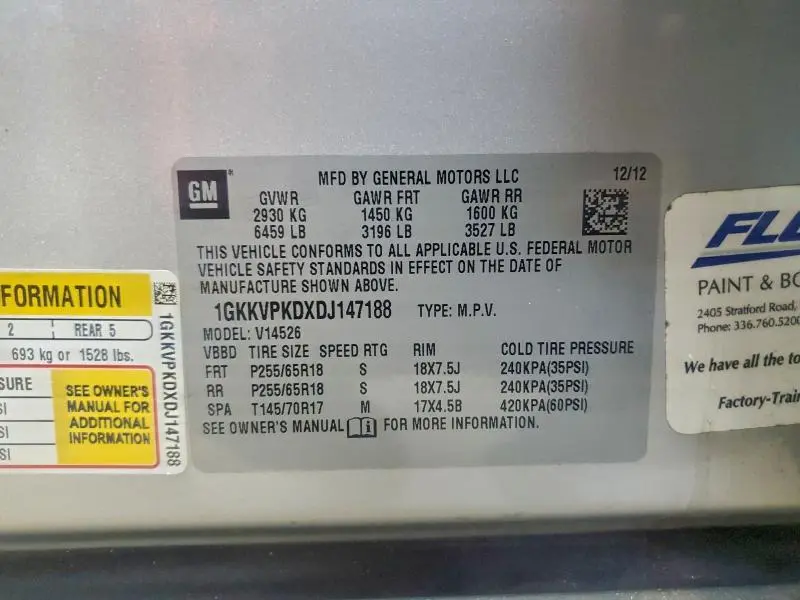 GM
MFD BY GENERAL MOTORS LLC 12/12
GVWR GAWR FRT GAWR RR
2930 KG 1450 KG 1600 KG
6459 LB 3196 LB 3527 LB
THIS VEHICLE CONFORMS TO ALL APPLICABLE U.S. FEDERAL MOTOR
VEHICLE SAFETY STANDARDS IN EFFECT ON THE DATE OF
MANUFACTURE SHOWN ABOVE.
1GKKVPKDXDJ147188 TYPE: M.P.V.
MODEL: V14526
VBBD TIRE SIZE SPEED RTG RIM COLD TIRE PRESSURE
FRT P255/65R18 S 18X7.5J 240KPA(35PSI)
RR P255/65R18 S 18X7.5J 240KPA(35PSI)
SPA T145/70R17 M 17X4.5B 420KPA(60PSI)
SEE OWNER'S MANUAL FOR MORE INFORMATION.
FORMATION
2 REAR 5
693 kg or 1528 lbs.
SURE
SI
SI
SI
SEE OWNER'S
MANUAL FOR
ADDITIONAL
INFORMATION
1GKKVPKDXDJ147188
FL
PAINT & BO
2405 Stratford Road,
Phone: 336.760.5200
We have all the to
Factory-Train